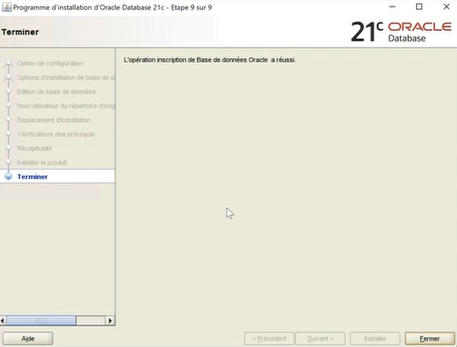 Programme d'installation d'Oracle Database 21c - Etape 9 sur 9
Terminer
21c ORACLE
Database
Option de configuration
Options d'installation de base de d
Edition de base de données
Nom utilisateur du répertoire d'orig
Emplacement d'installation
Vérifications des prérequis
Récapitulatif
Installer le produit
Terminer
L'opération inscription de Base de données Oracle a réussi.
Aide
< Précédent
Suivant >
Installer
Fermer